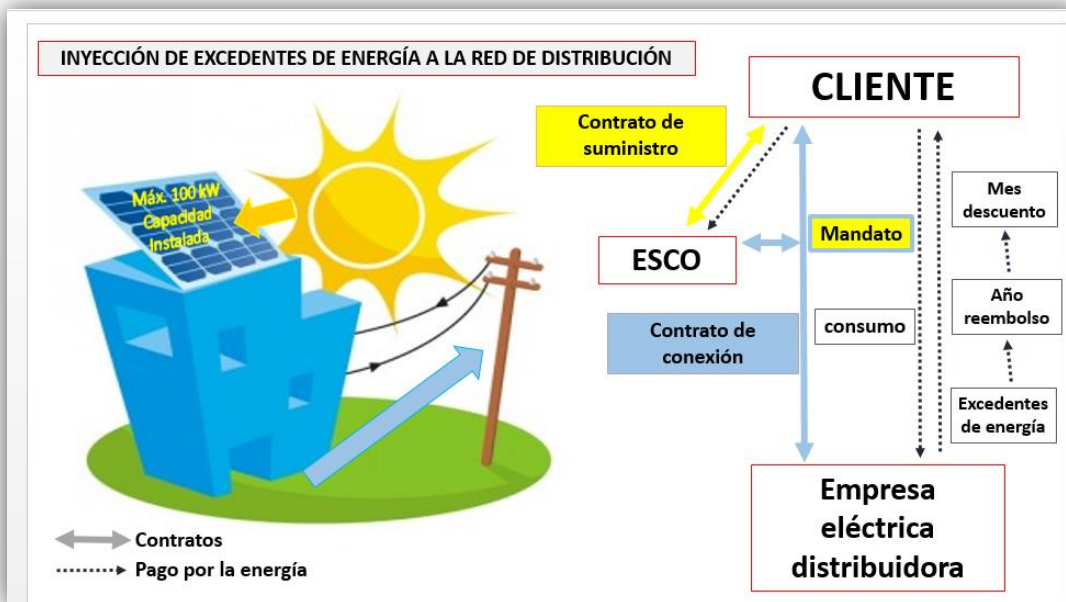 INYECCIÓN DE EXCEDENTES DE ENERGÍA A LA RED DE DISTRIBUCIÓN
Máx. 100 kW
Capacidad
Instalada
Contratos
Pago por la energía
CLIENTE
Contrato de
suministro
ESCO
Mandato
Contrato de
conexión
consumo
Mes
descuento
Año
reembolso
Excedentes
de energía
Empresa
eléctrica
distribuidora